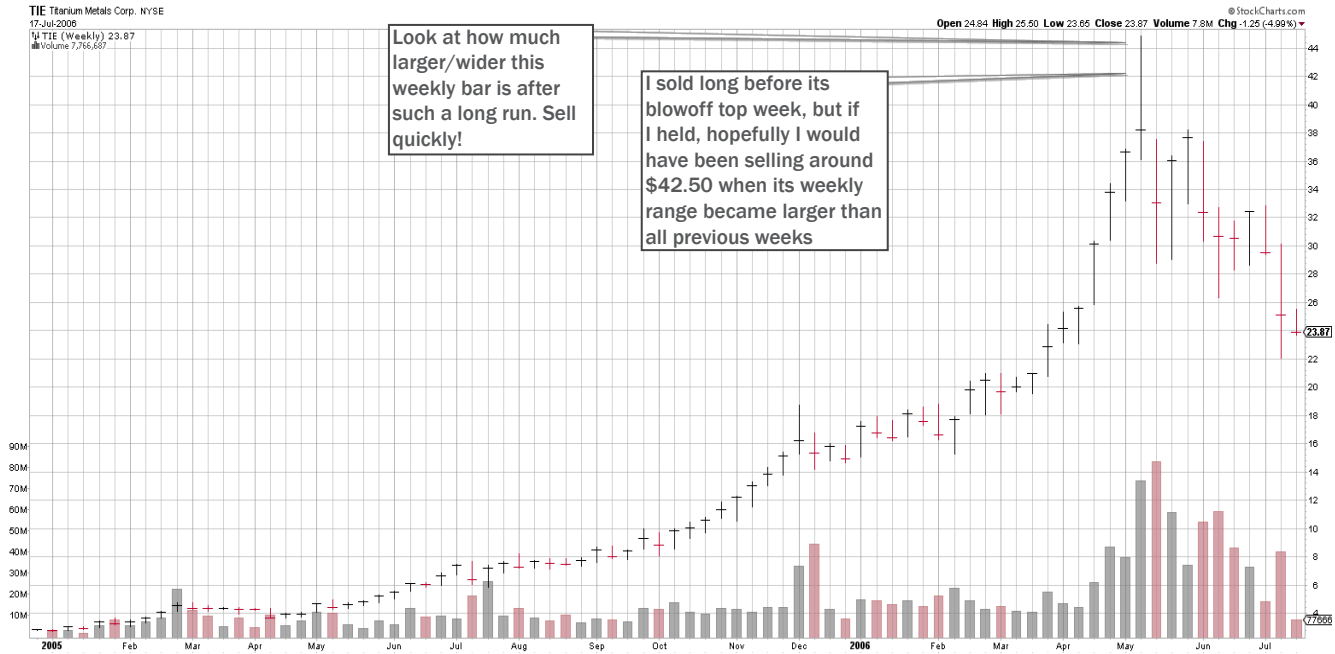 TIE Titanium Metals Corp. NYSE
© StockCharts.com
17-Jul-2006
Open 24.84 High 25.50 Low 23.65 Close 23.87 Volume 7.8M Chg -1.25 (-4.99%)
TIE (Weekly) 23.87
Volume 7,766,687
Look at how much
larger/wider this
weekly bar is after
such a long run. Sell
quickly!
I sold long before its
blowoff top week, but if
I held, hopefully I would
have been selling around
$42.50 when its weekly
range became larger than
all previous weeks
44
42
40
38
36
34
32
30
28
26
23.87
22
20
18
16
14
12
10
8
6
4
90M
80M
70M
60M
50M
40M
30M
20M
10M
77666
2005 Feb Mar Apr May Jun Jul Aug Sep Oct Nov Dec 2006 Feb Mar Apr May Jun Jul